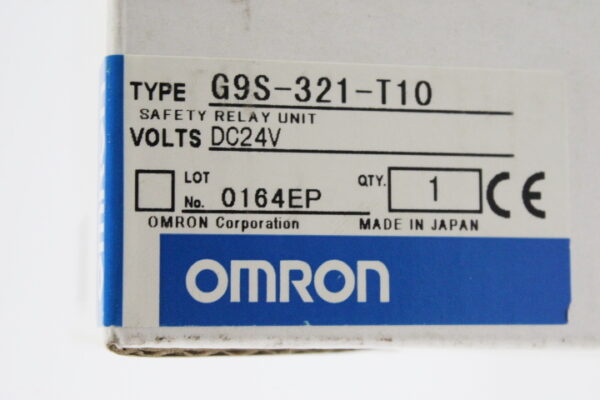 TYPE G9S-321-T10
SAFETY RELAY UNIT
VOLTS DC24V
LOT No. 0164EP QTY. 1 CE
OMRON Corporation MADE IN JAPAN
OMRON